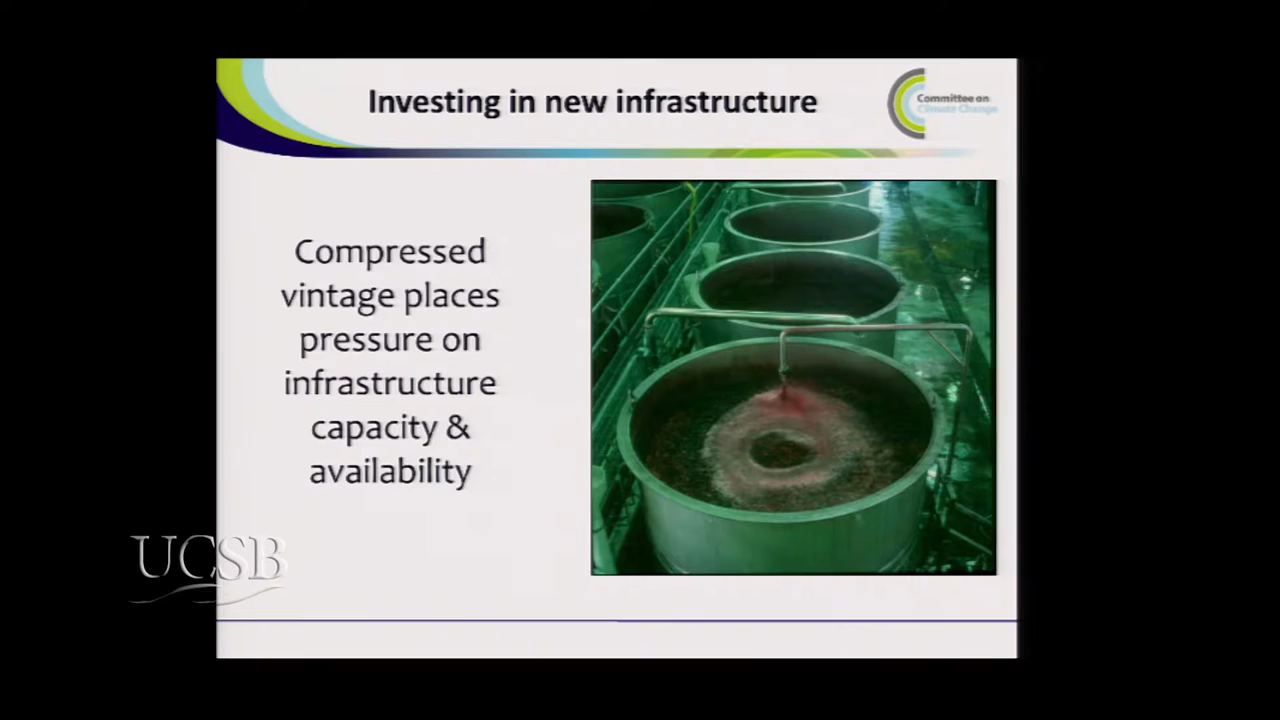 Investing in new infrastructure
Committee on
Climate Change
Compressed
vintage places
pressure on
infrastructure
capacity &
availability
UCSB